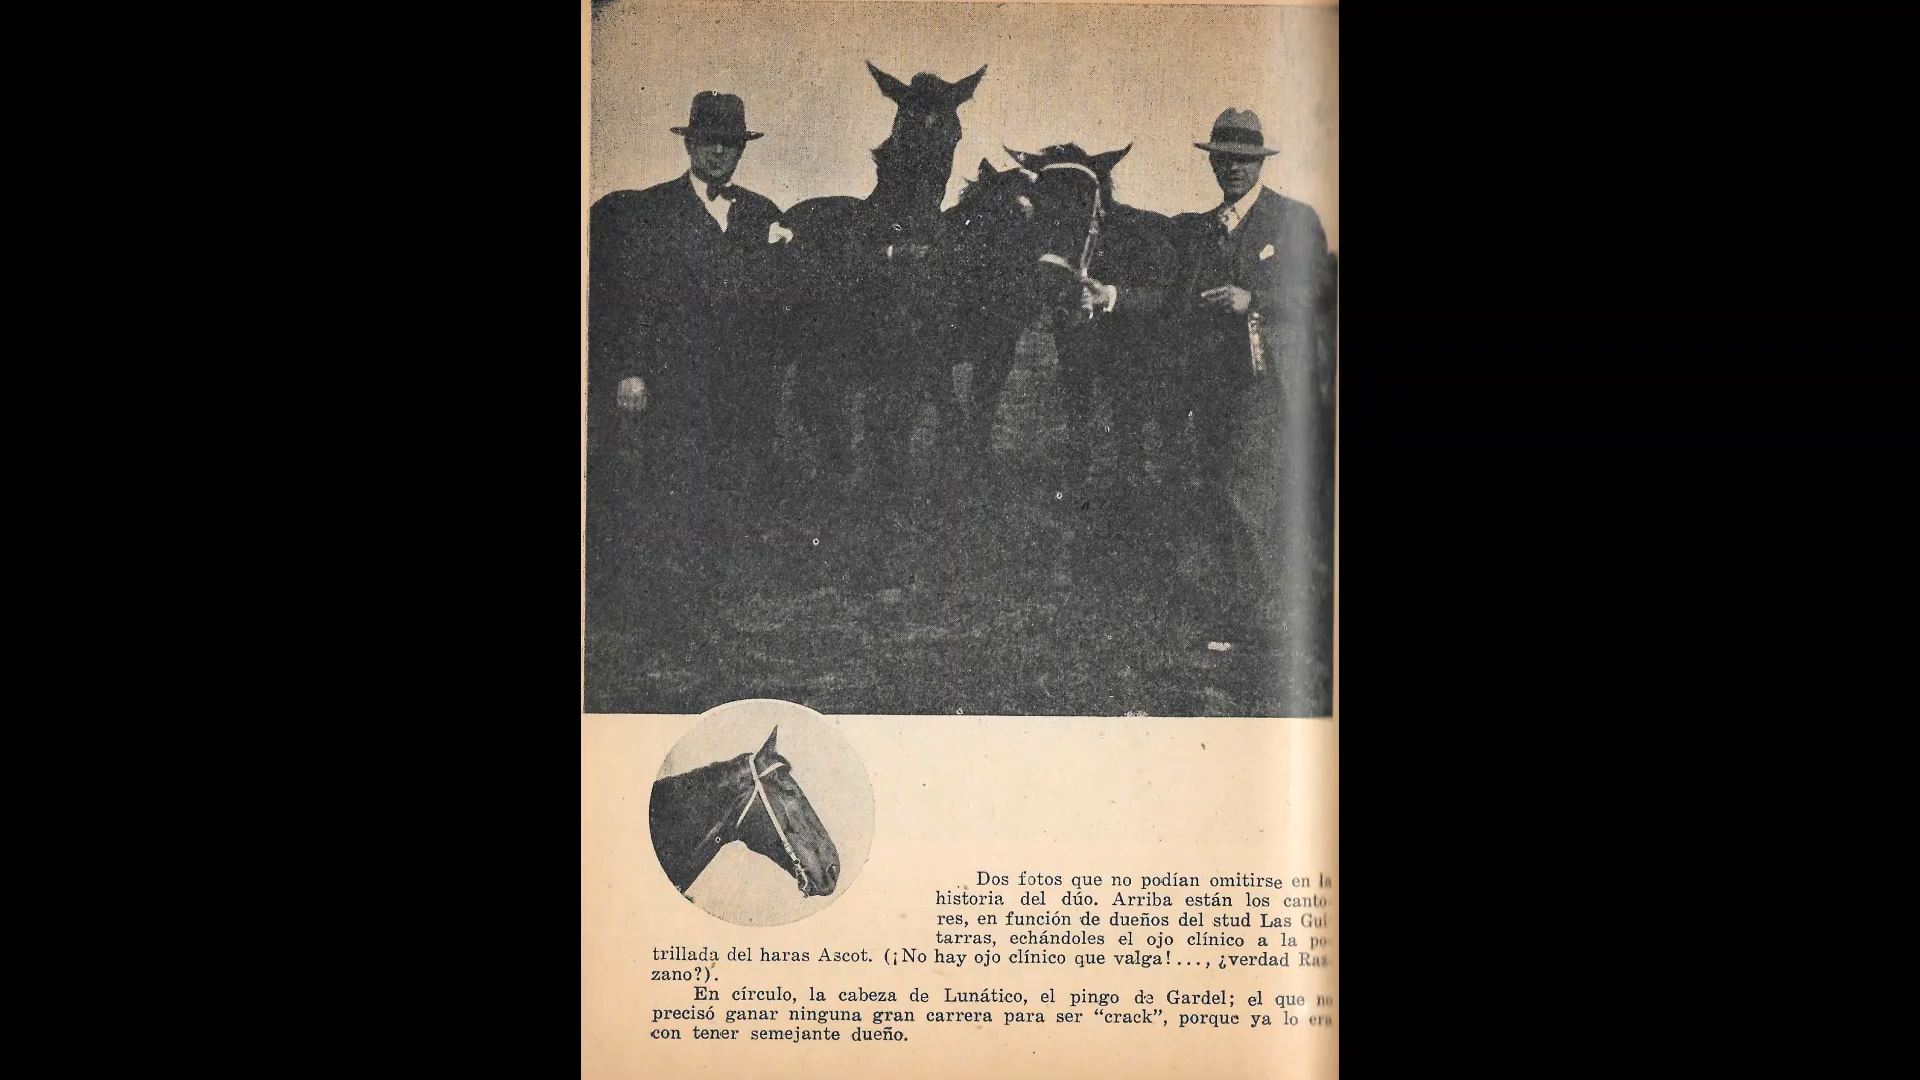 Dos fotos que no podían omitirse en la
historia del dúo. Arriba están los canto-
res, en función de dueños del stud Las Gui-
tarras, echándoles el ojo clínico a la po-
trillada del haras Ascot. (¡No hay ojo clínico que valga!..., ¿verdad Raz-
zano?).
En círculo, la cabeza de Lunático, el pingo de Gardel; el que no
precisó ganar ninguna gran carrera para ser “crack”, porque ya lo era
con tener semejante dueño.